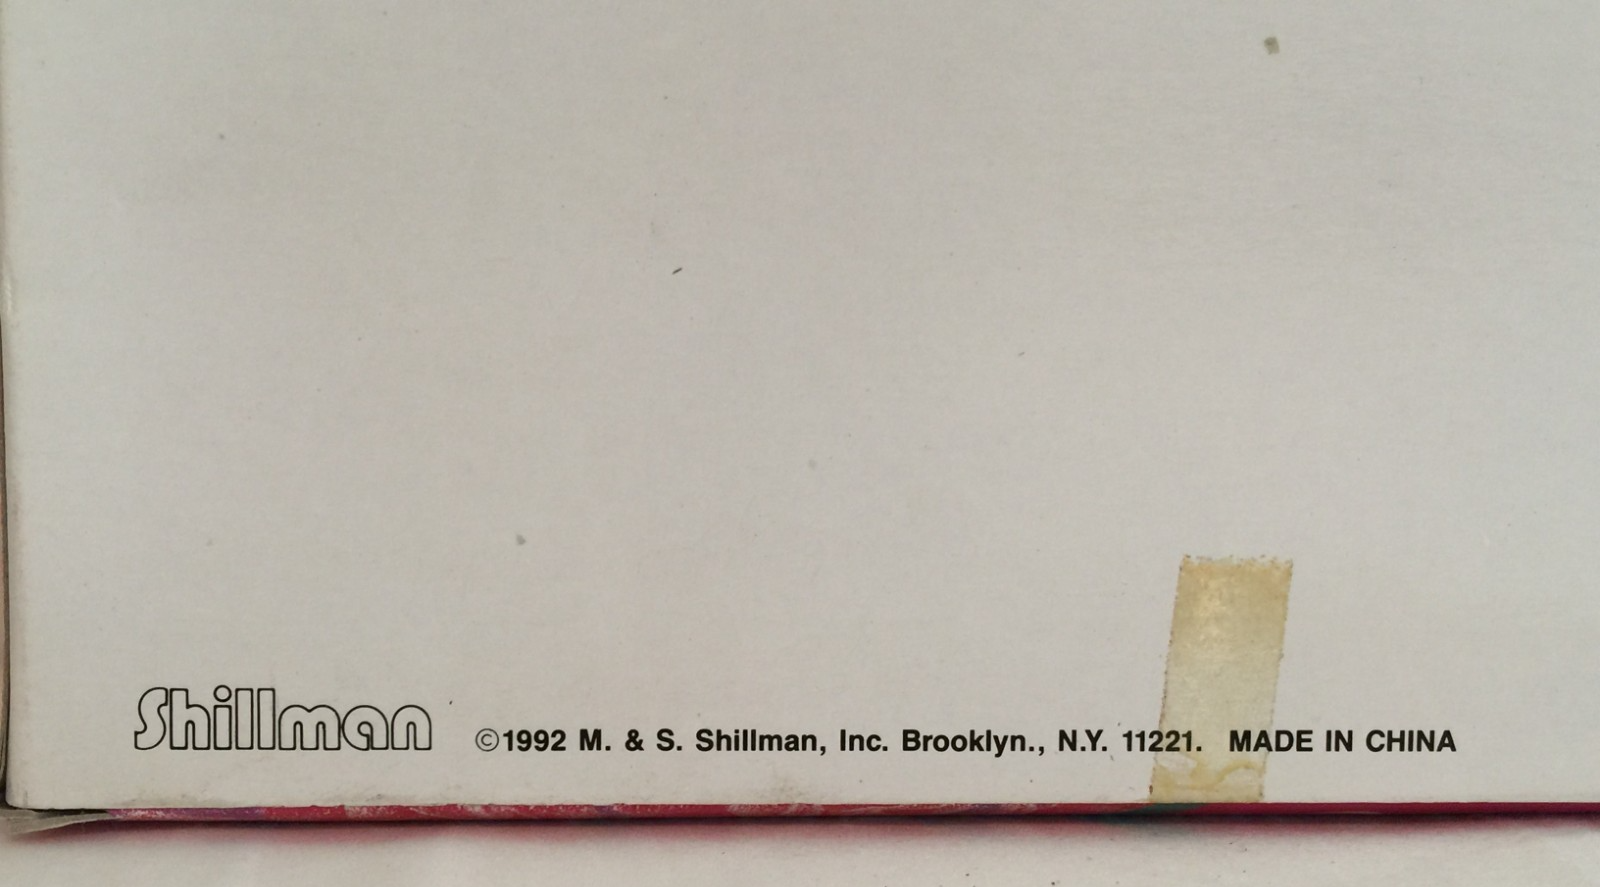 Shillman ©1992 M. & S. Shillman, Inc. Brooklyn., N.Y. 11221. MADE IN CHINA